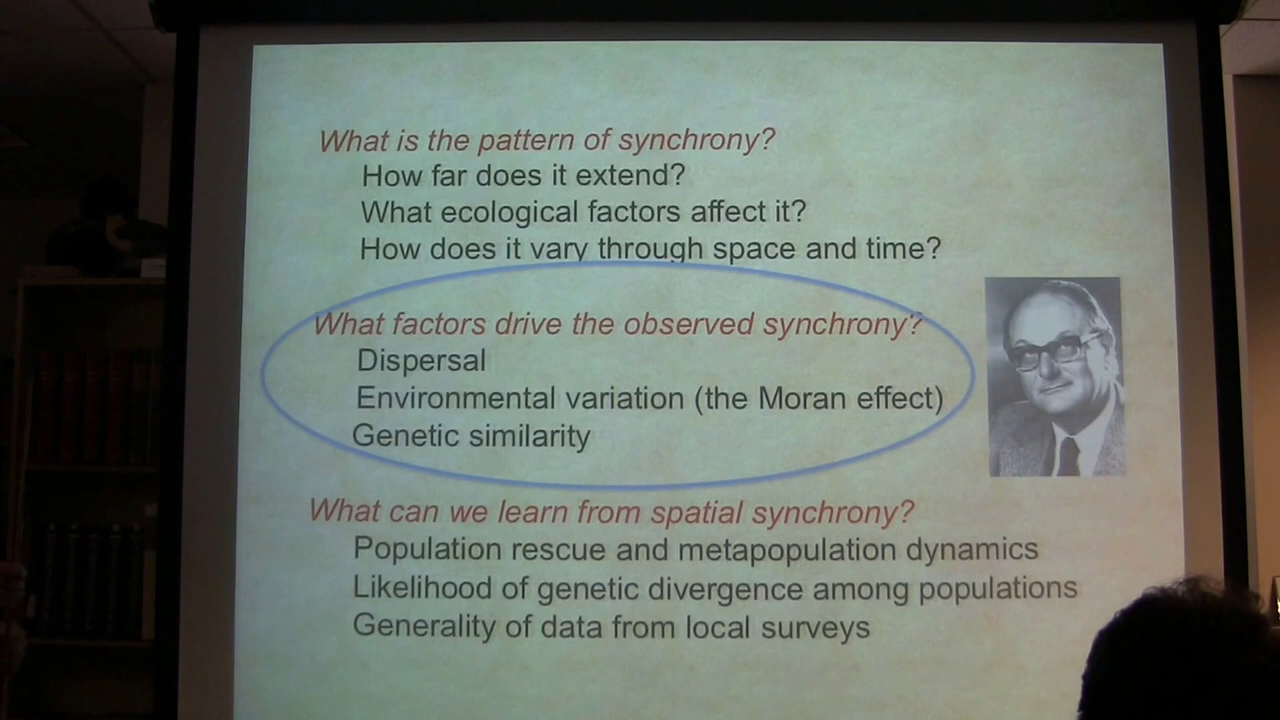 What is the pattern of synchrony?
How far does it extend?
What ecological factors affect it?
How does it vary through space and time?
What factors drive the observed synchrony?
Dispersal
Environmental variation (the Moran effect)
Genetic similarity
What can we learn from spatial synchrony?
Population rescue and metapopulation dynamics
Likelihood of genetic divergence among populations
Generality of data from local surveys